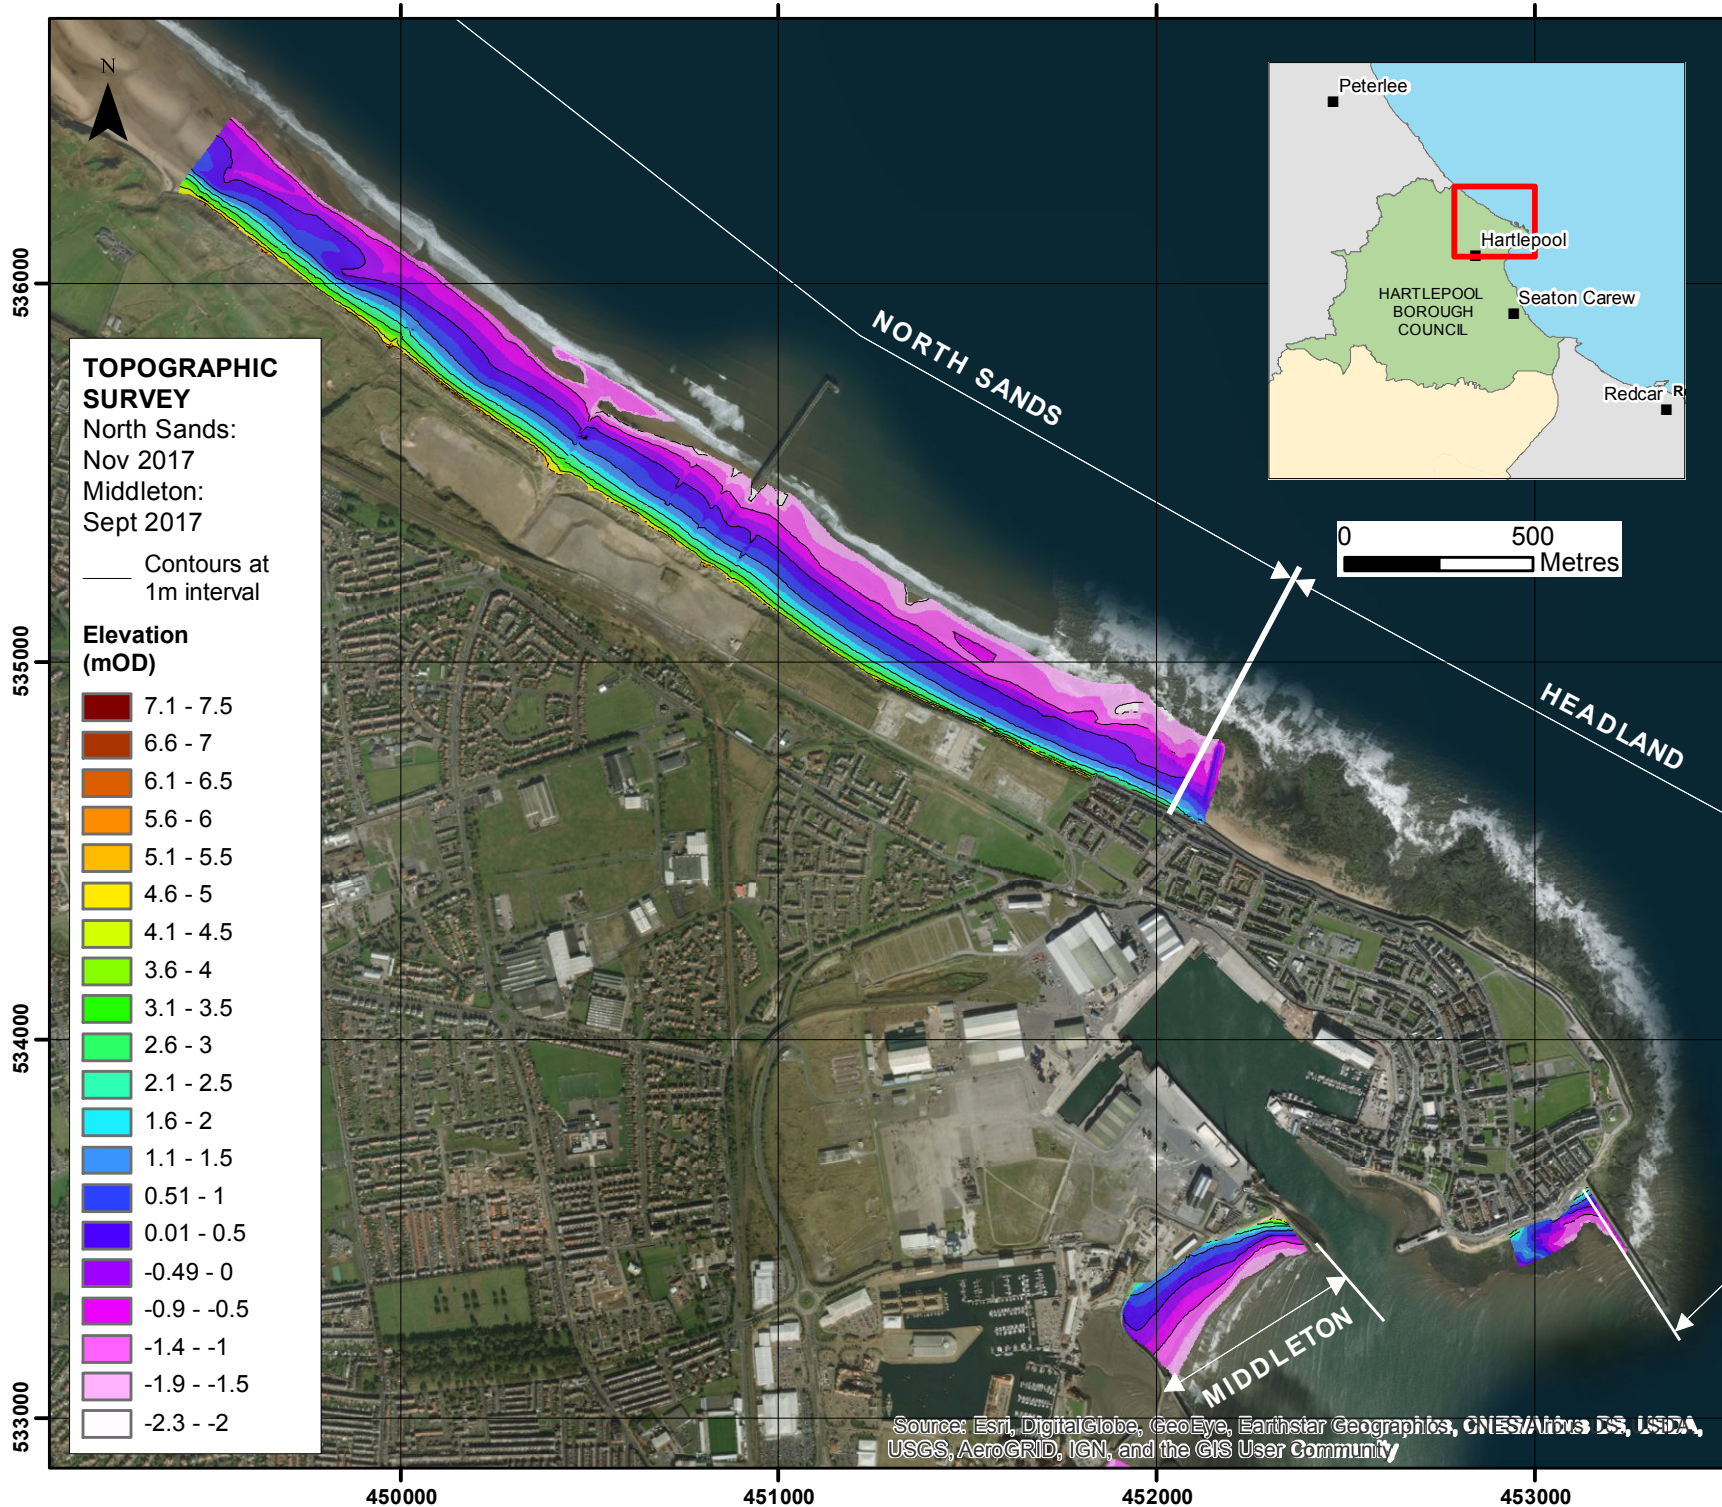 N
Peterlee
Hartlepool
HARTLEPOOL
BOROUGH
COUNCIL
Seaton Carew
Redcar
R
0 500
Metres
NORTH SANDS
HEADLAND
MIDDLETON
TOPOGRAPHIC
SURVEY
North Sands:
Nov 2017
Middleton:
Sept 2017
Contours at
1m interval
Elevation
(mOD)
7.1 - 7.5
6.6 - 7
6.1 - 6.5
5.6 - 6
5.1 - 5.5
4.6 - 5
4.1 - 4.5
3.6 - 4
3.1 - 3.5
2.6 - 3
2.1 - 2.5
1.6 - 2
1.1 - 1.5
0.51 - 1
0.01 - 0.5
-0.49 - 0
-0.9 - -0.5
-1.4 - -1
-1.9 - -1.5
-2.3 - -2
536000
535000
534000
533000
Source: Esri, DigitalGlobe, GeoEye, Earthstar Geographics, CNES/Airbus DS, USDA,
USGS, AeroGRID, IGN, and the GIS User Community
450000 451000 452000 453000